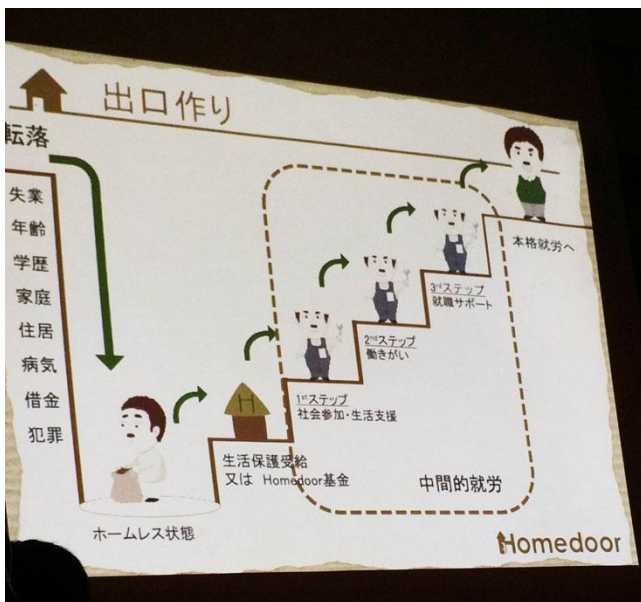 出口作り
転落
失業
年齢
学歴
家庭
住居
病気
借金
犯罪
ホームレス状態
H
生活保護受給
又は Homedoor基金
1stステップ
社会参加・生活支援
2ndステップ
働きがい
3rdステップ
就職サポート
本格就労へ
中間的就労
Homedoor